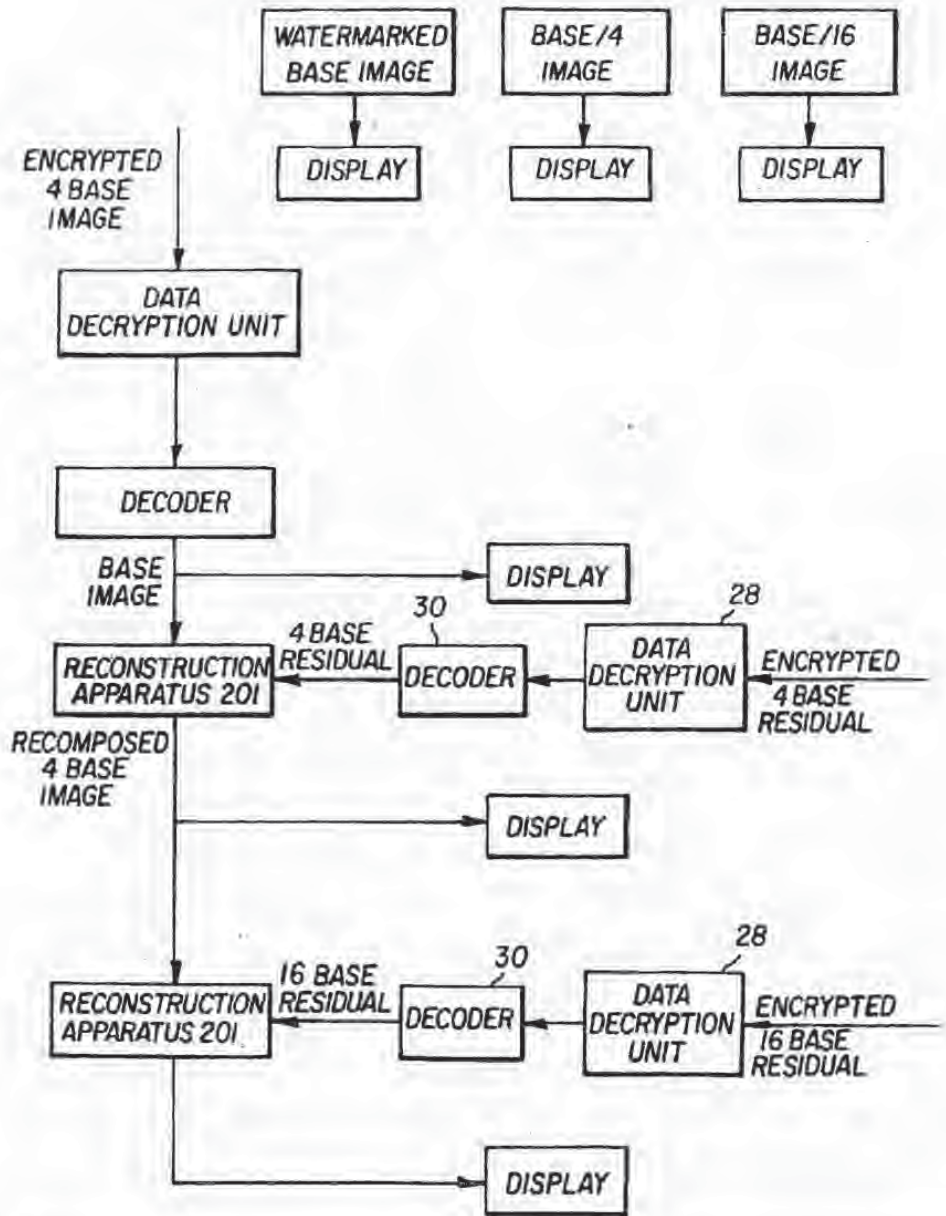 WATERMARKED
BASE IMAGE
BASE/4
IMAGE
BASE/16
IMAGE
DISPLAY
DISPLAY
DISPLAY
ENCRYPTED
4 BASE
IMAGE
DATA
DECRYPTION UNIT
DECODER
BASE
IMAGE
DISPLAY
RECONSTRUCTION
APPARATUS 201
4 BASE
RESIDUAL
30
DECODER
28
DATA
DECRYPTION
UNIT
ENCRYPTED
4 BASE
RESIDUAL
RECOMPOSED
4 BASE
IMAGE
DISPLAY
RECONSTRUCTION
APPARATUS 201
16 BASE
RESIDUAL
30
DECODER
28
DATA
DECRYPTION
UNIT
ENCRYPTED
16 BASE
RESIDUAL
DISPLAY